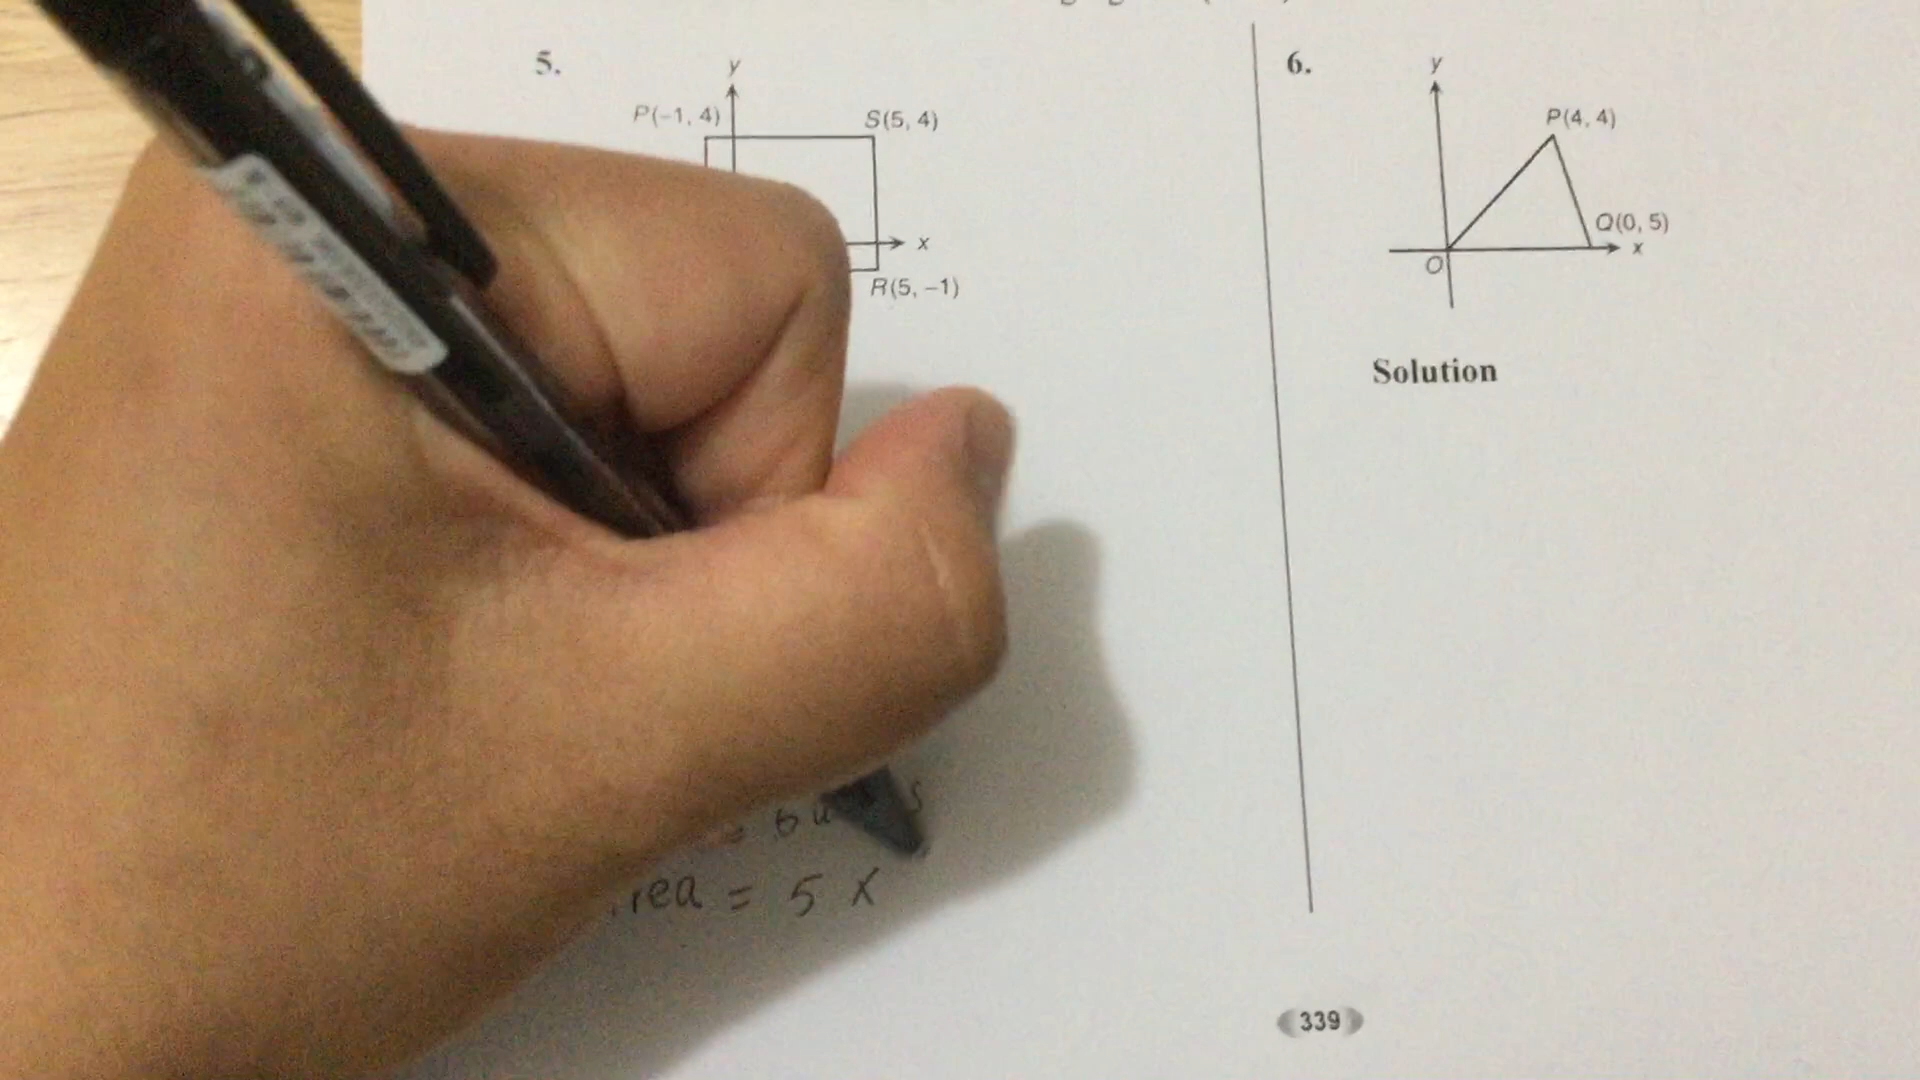 5.
y
P(−1, 4)
S(5, 4)
x
R(5, −1)
= 6 u s
rea = 5 x
6.
y
P(4, 4)
Q(0, 5)
x
O
Solution
339